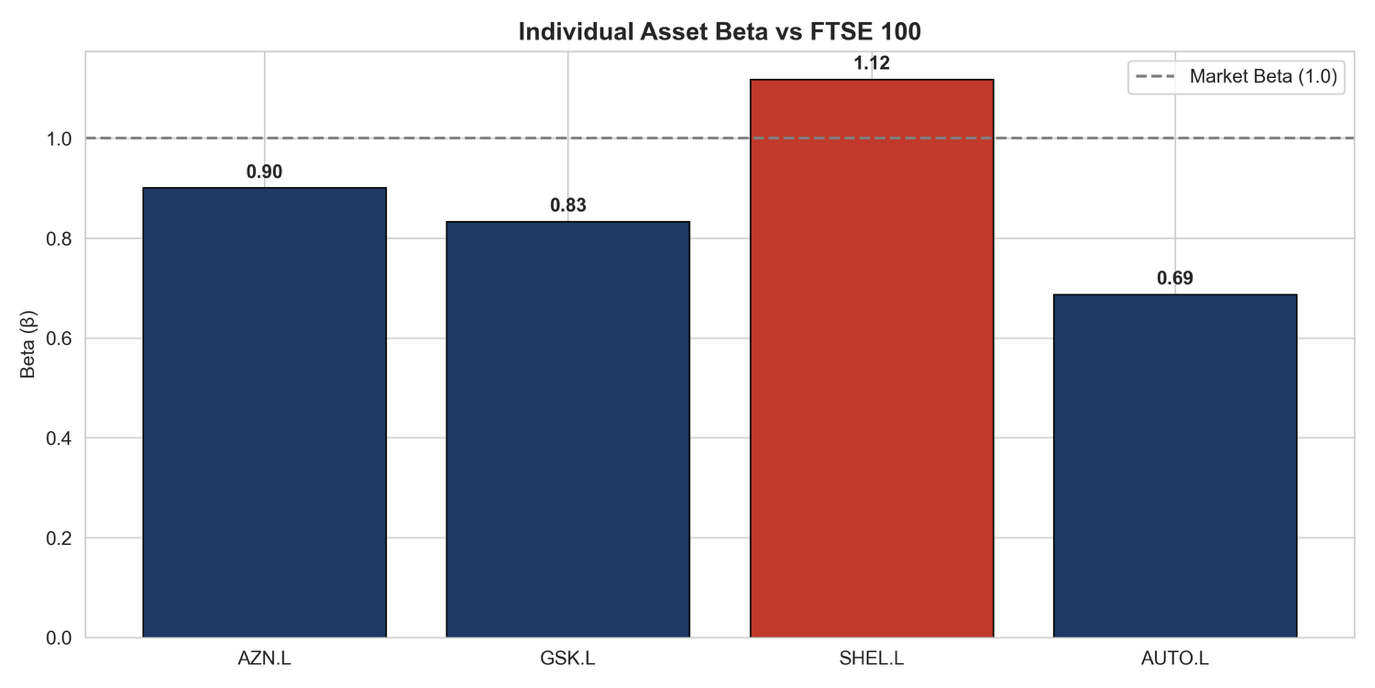 Individual Asset Beta vs FTSE 100
1.12
Market Beta (1.0)
1.0
0.90
0.83
0.8
0.69
0.6
Beta (β)
0.4
0.2
0.0
AZN.L
GSK.L
SHEL.L
AUTO.L